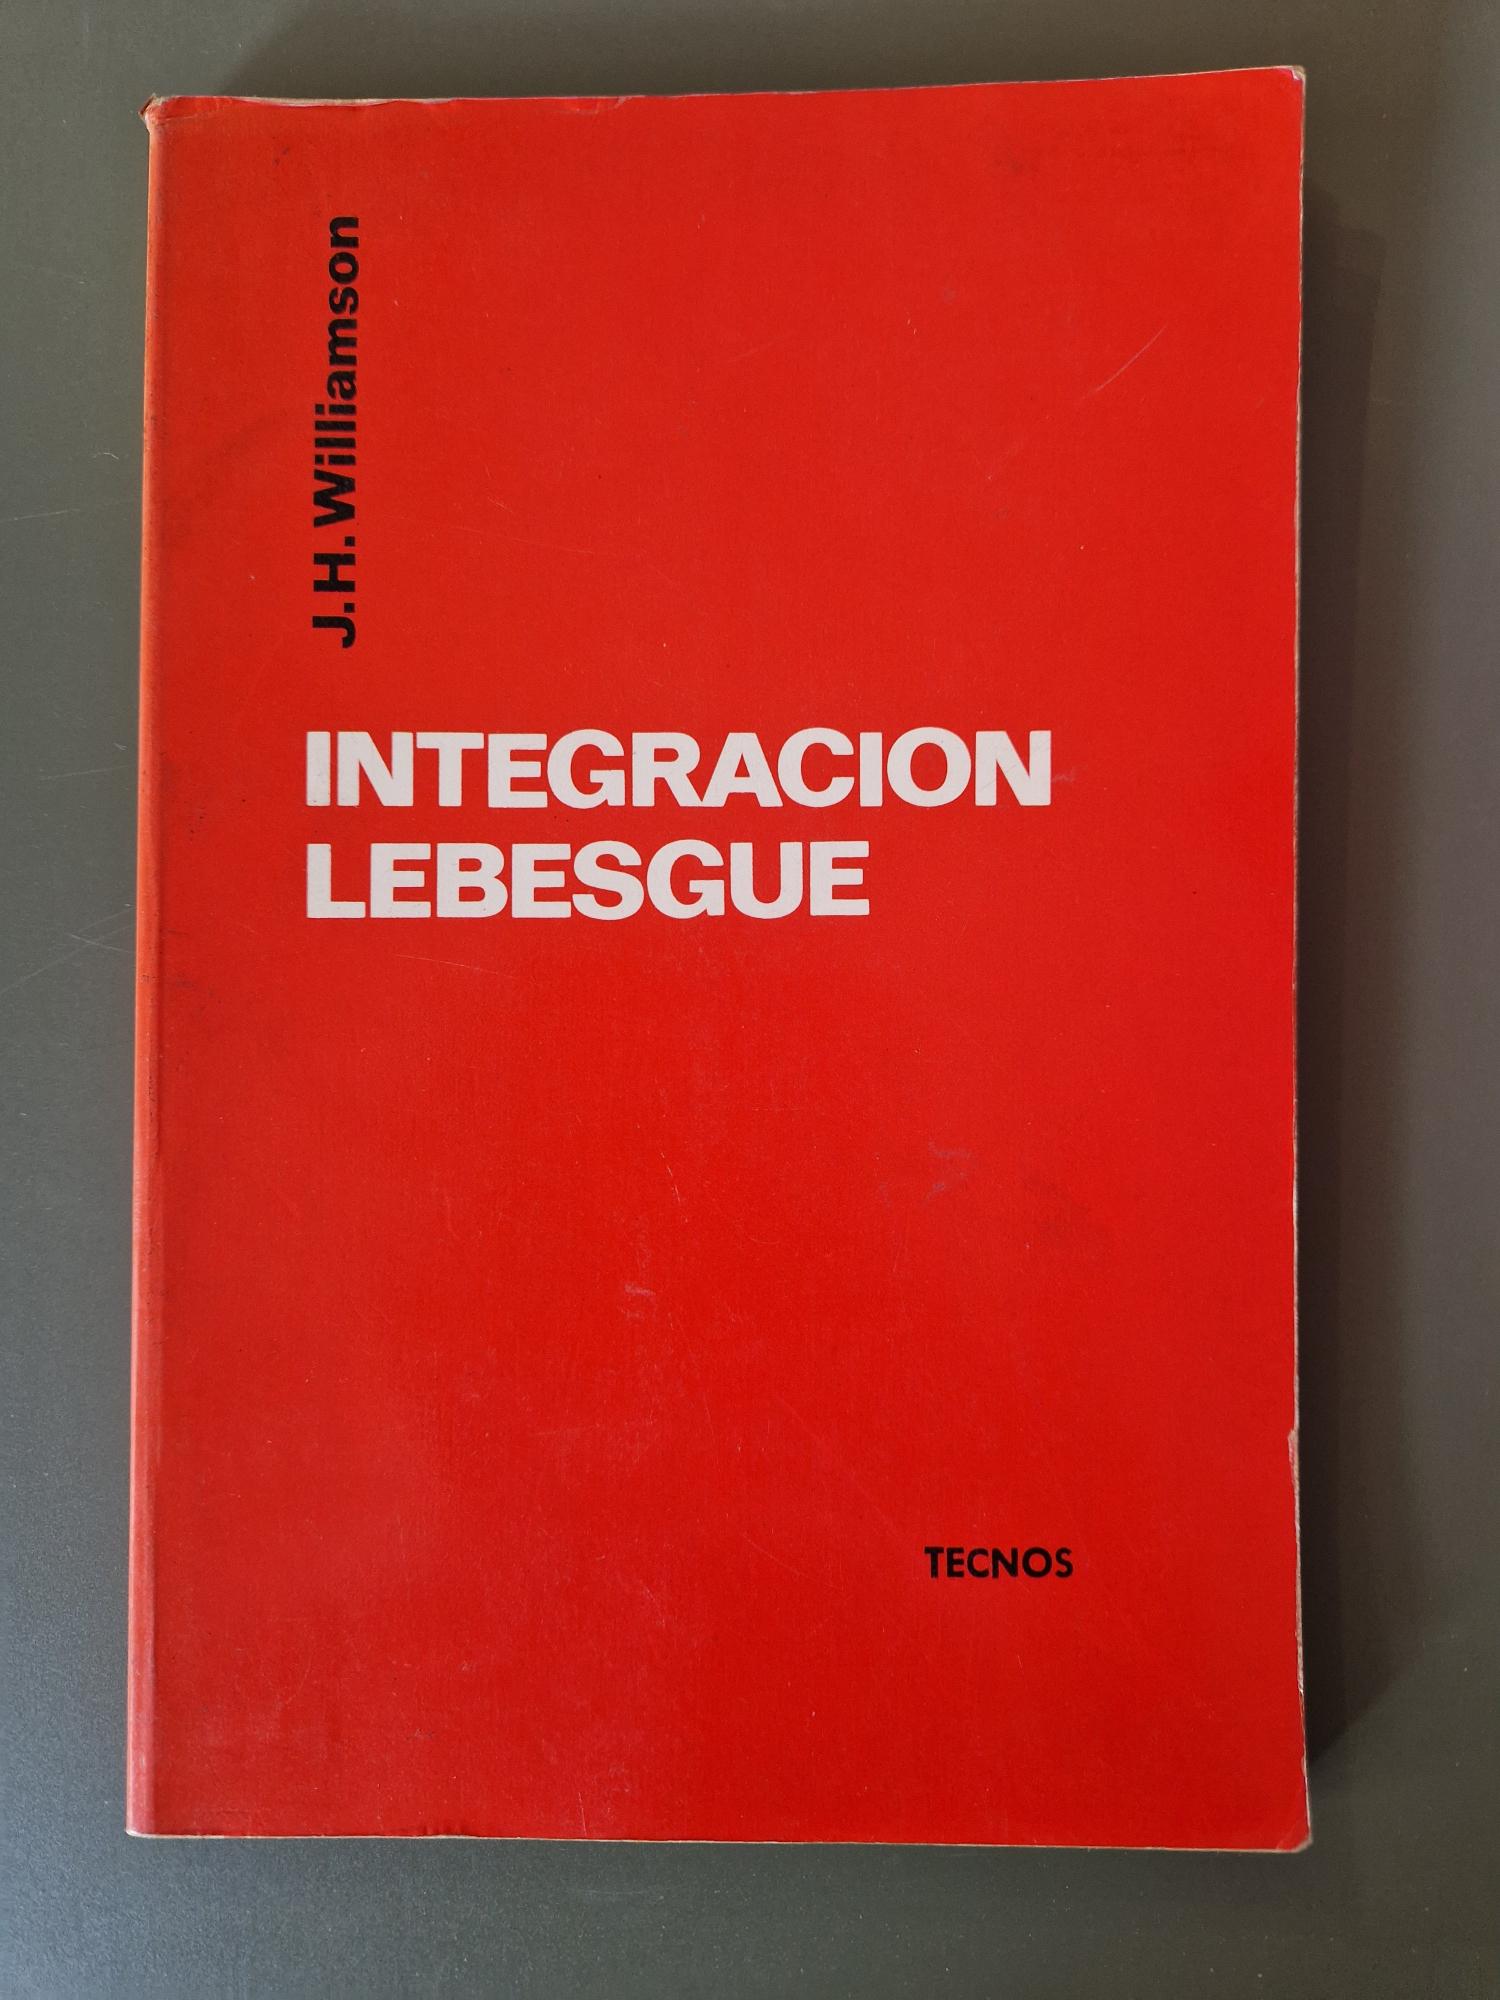 J.H. Williamson
INTEGRACION
LEBESGUE
TECNOS